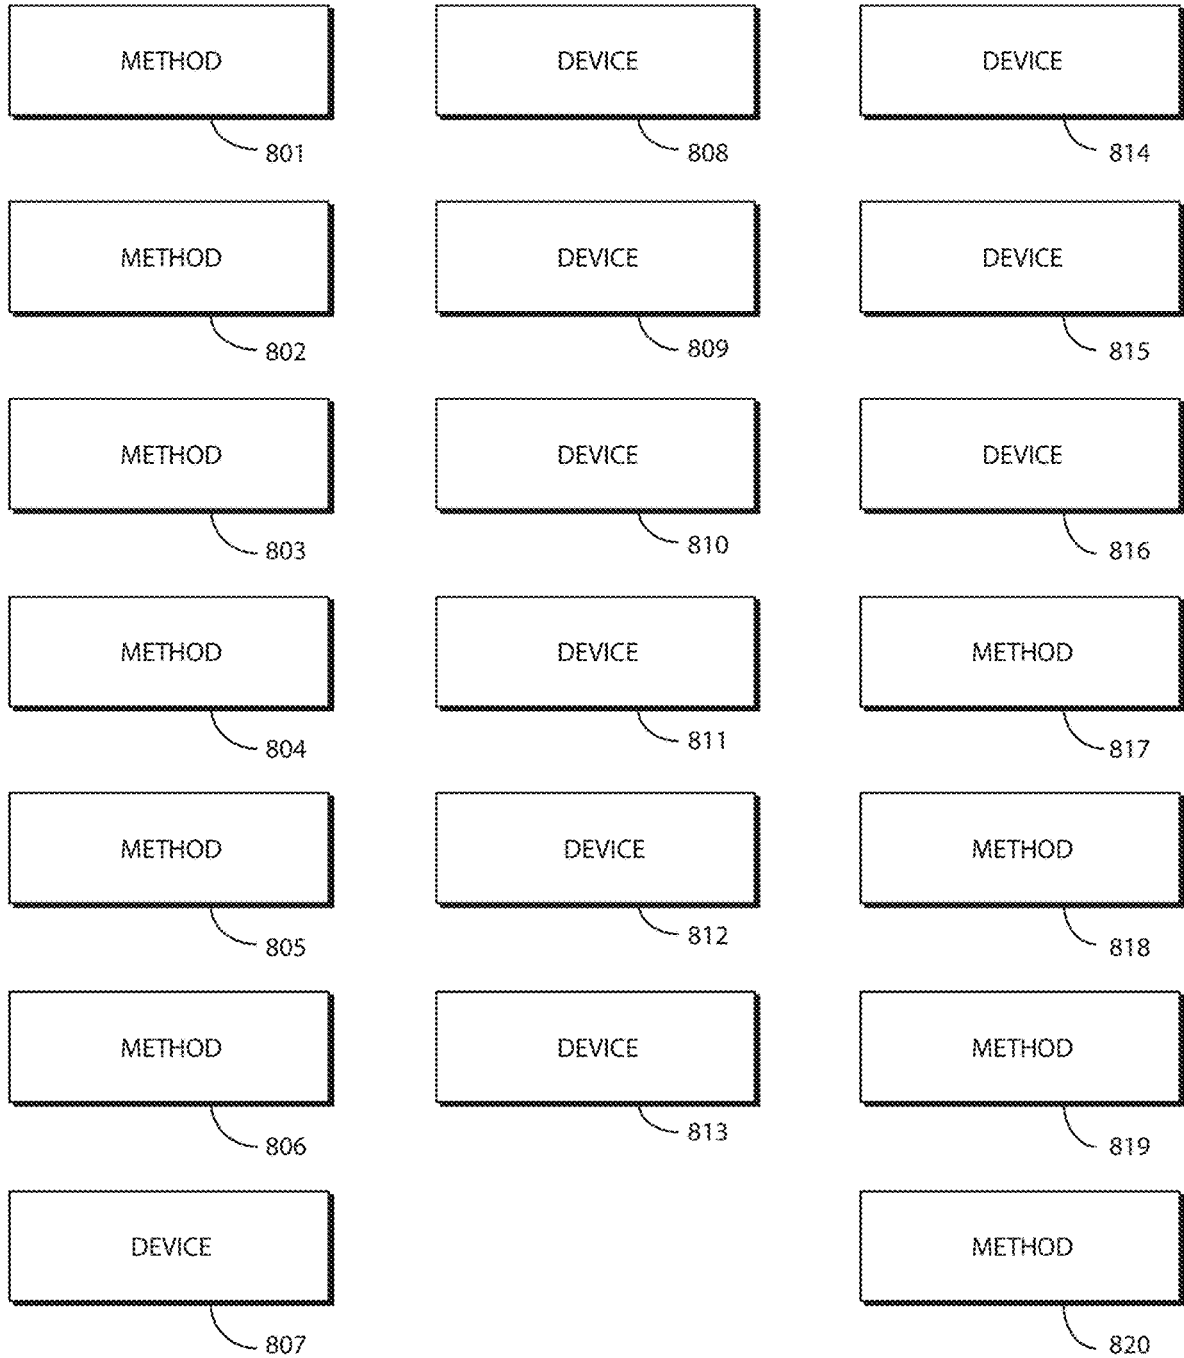 METHOD
801
METHOD
802
METHOD
803
METHOD
804
METHOD
805
METHOD
806
DEVICE
807
DEVICE
808
DEVICE
809
DEVICE
810
DEVICE
811
DEVICE
812
DEVICE
813
DEVICE
814
DEVICE
815
DEVICE
816
METHOD
817
METHOD
818
METHOD
819
METHOD
820